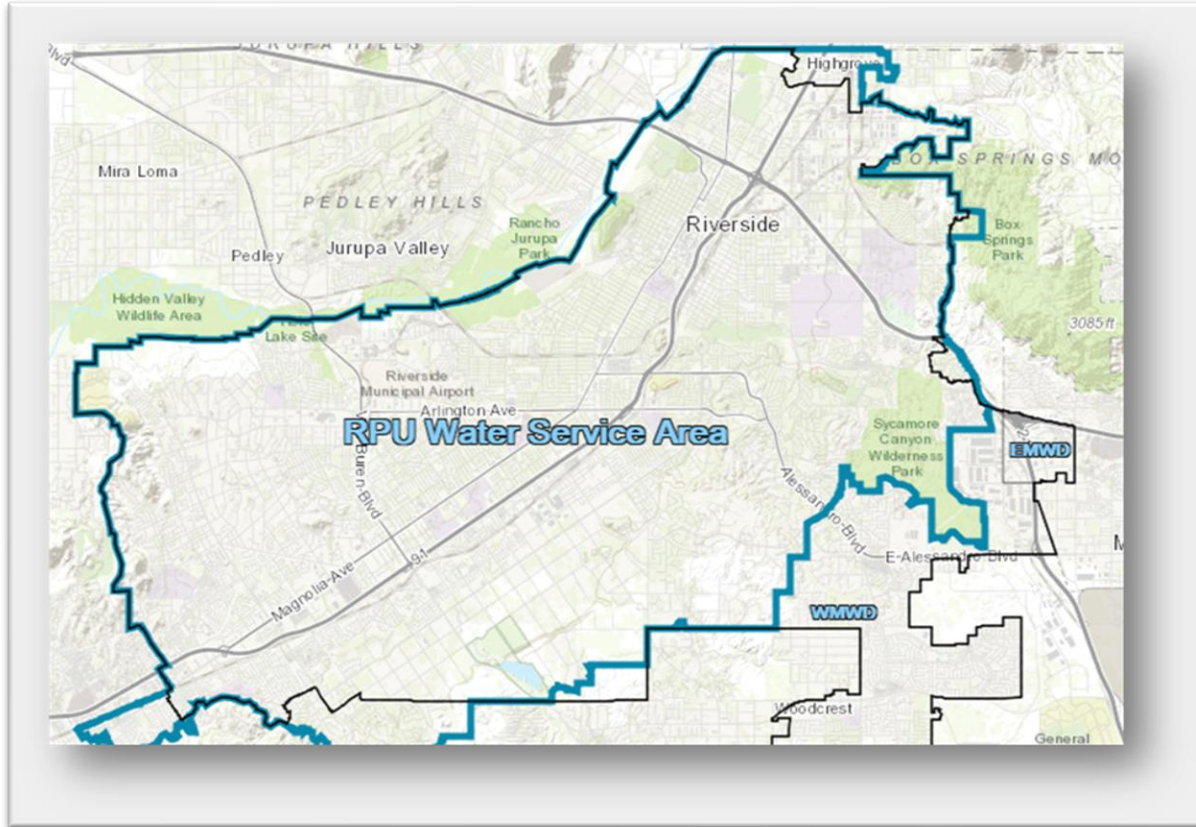 Blvd
Highgrove
Mira Loma
BOX SPRINGS MO
PEDLEY HILLS
Rancho
Jurupa
Park
Riverside
Box
Springs
Park
Pedley
Jurupa Valley
Hidden Valley
Wildlife Area
3085 ft
Lake Site
Riverside
Municipal Airport
Arlington-Ave
RPU Water Service Area
Sycamore
Canyon
Wilderness
Park
EMWD
Van Buren-Blvd
Alessandro-Blvd
91
E-Alessandro-Blvd
M
Magnolia-Ave
WMWD
Woodcrest
General